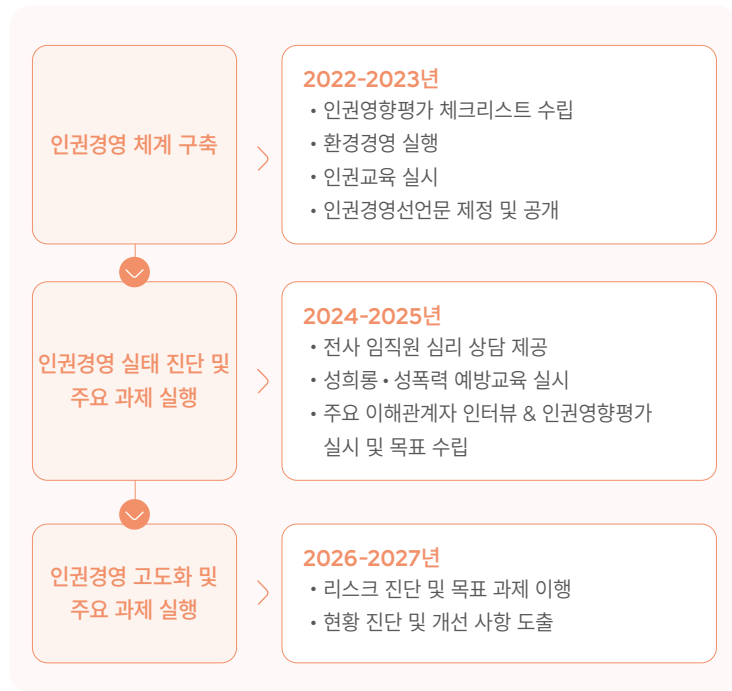 인권경영 체계 구축
2022-2023년
• 인권영향평가 체크리스트 수립
• 환경경영 실행
• 인권교육 실시
• 인권경영선언문 제정 및 공개
인권경영 실태 진단 및
주요 과제 실행
2024-2025년
• 전사 임직원 심리 상담 제공
• 성희롱 • 성폭력 예방교육 실시
• 주요 이해관계자 인터뷰 & 인권영향평가
실시 및 목표 수립
인권경영 고도화 및
주요 과제 실행
2026-2027년
• 리스크 진단 및 목표 과제 이행
• 현황 진단 및 개선 사항 도출